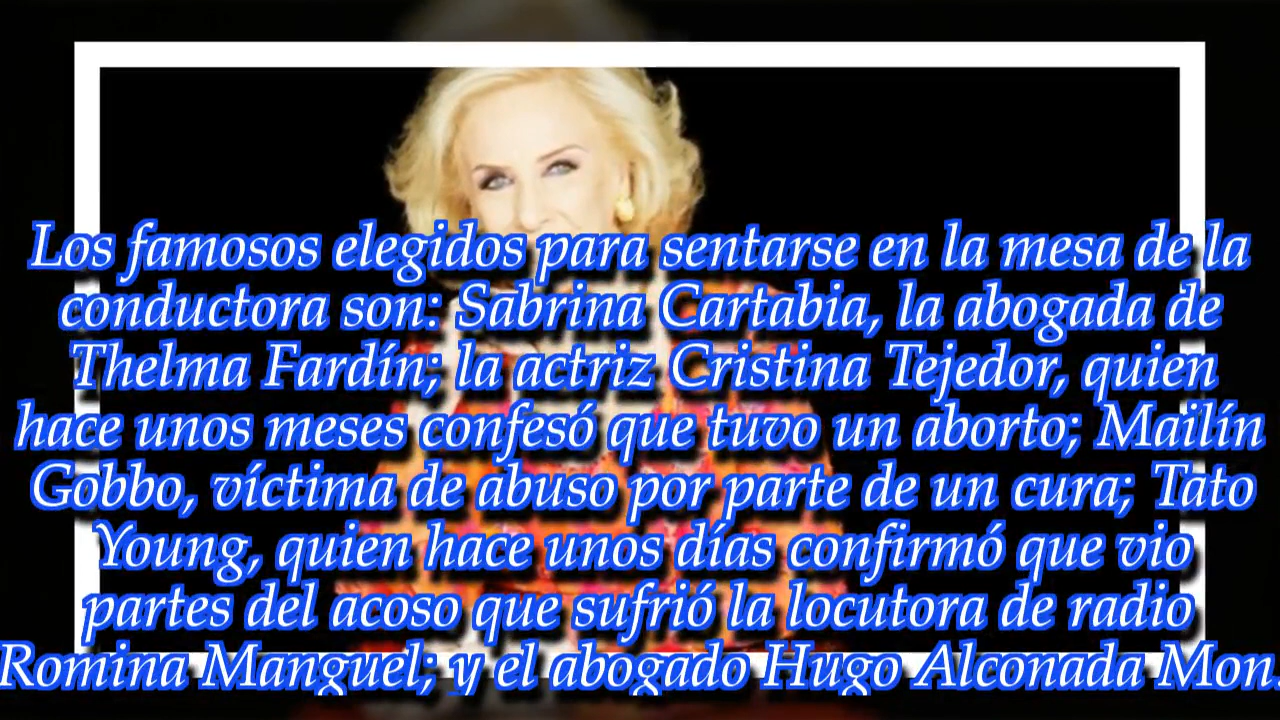 Los famosos elegidos para sentarse en la mesa de la
conductora son: Sabrina Cartabia, la abogada de
Thelma Fardín; la actriz Cristina Tejedor, quien
hace unos meses confesó que tuvo un aborto; Mailín
Gobbo, víctima de abuso por parte de un cura; Tato
Young, quien hace unos días confirmó que vio
partes del acoso que sufrió la locutora de radio
Romina Manguel; y el abogado Hugo Alconada Mon.